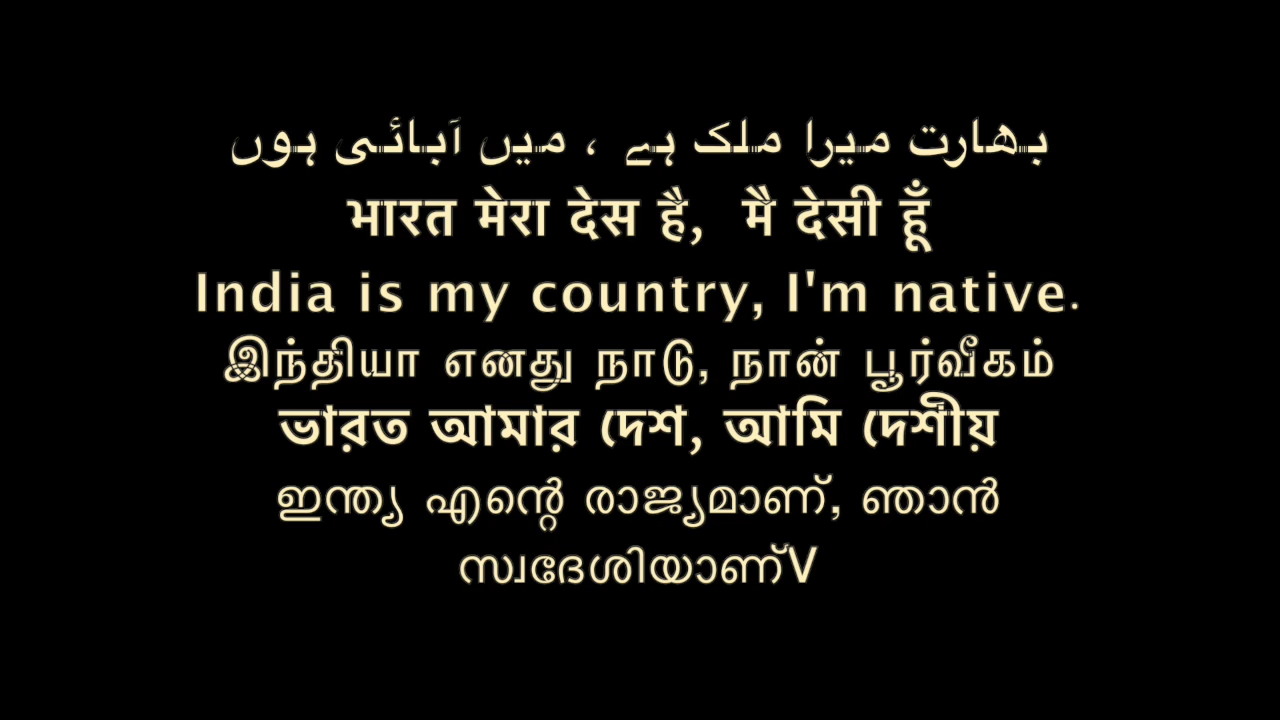 بھارت میرا ملک ہے ، میں آبائی ہوں
भारत मेरा देस है, मै देसी हूँ
India is my country, I'm native.
இந்தியா எனது நாடு, நான் பூர்வீகம்
ভারত আমার দেশ, আমি দেশীয়
ഇന്ത്യ എന്റെ രാജ്യമാണ്, ഞാൻ
സ്വദേശിയാണ്V